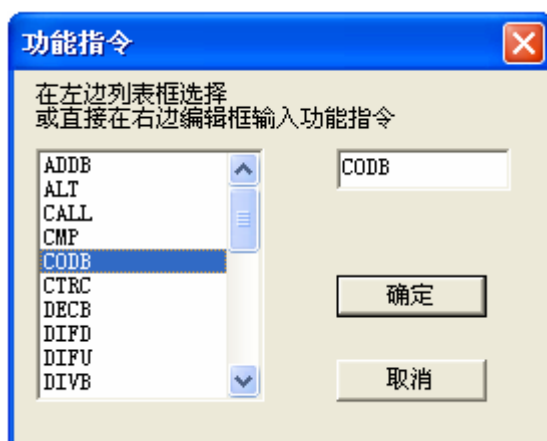 功能指令
在左边列表框选择
或直接在右边编辑框输入功能指令
ADDB
ALT
CALL
CMP
CODB
CTRC
DECB
DIFD
DIFU
DIVB
CODB
确定
取消